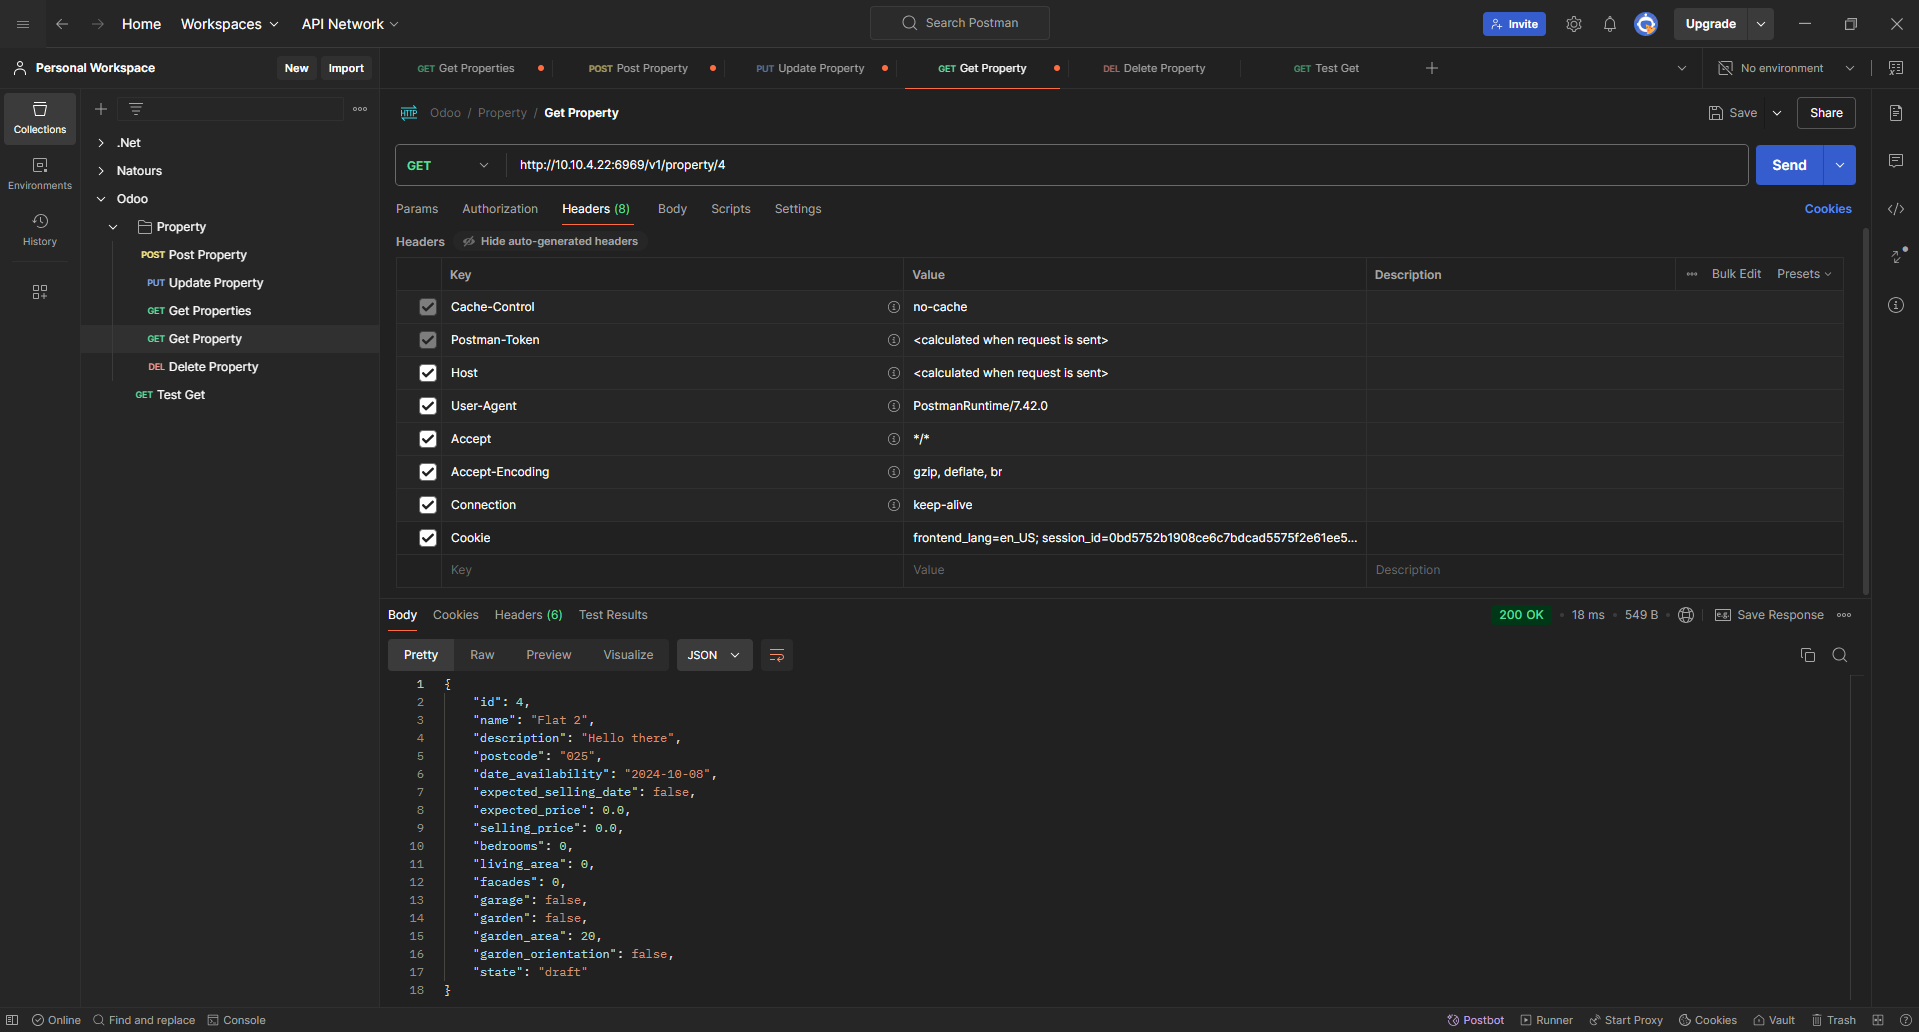 Home Workspaces API Network Search Postman Invite Upgrade
Personal Workspace New Import GET Get Properties POST Post Property PUT Update Property GET Get Property DEL Delete Property GET Test Get No environment
Collections
Environments
History
.Net
Natours
Odoo
Property
POST Post Property
PUT Update Property
GET Get Properties
GET Get Property
DEL Delete Property
GET Test Get
HTTP Odoo / Property / Get Property Save Share
GET http://10.10.4.22:6969/v1/property/4 Send
Params Authorization Headers (8) Body Scripts Settings Cookies
Headers Hide auto-generated headers
Key Value Description Bulk Edit Presets
Cache-Control no-cache
Postman-Token <calculated when request is sent>
Host <calculated when request is sent>
User-Agent PostmanRuntime/7.42.0
Accept */*
Accept-Encoding gzip, deflate, br
Connection keep-alive
Cookie frontend_lang=en_US; session_id=0bd5752b1908ce6c7bdcad5575f2e61ee5...
Key Value Description
Body Cookies Headers (6) Test Results 200 OK 18 ms 549 B e.g. Save Response
Pretty Raw Preview Visualize JSON
1 {
2 "id": 4,
3 "name": "Flat 2",
4 "description": "Hello there",
5 "postcode": "025",
6 "date_availability": "2024-10-08",
7 "expected_selling_date": false,
8 "expected_price": 0.0,
9 "selling_price": 0.0,
10 "bedrooms": 0,
11 "living_area": 0,
12 "facades": 0,
13 "garage": false,
14 "garden": false,
15 "garden_area": 20,
16 "garden_orientation": false,
17 "state": "draft"
18 }
Online Find and replace Console Postbot Runner Start Proxy Cookies Vault Trash